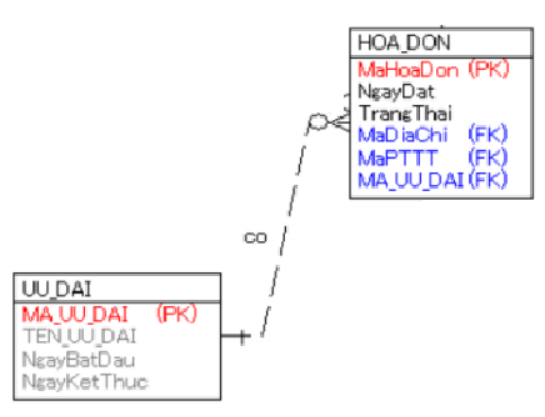 HOA_DON
MaHoaDon (PK)
NgayDat
TrangThai
MaDiaChi (FK)
MaPTTT (FK)
MA_UU_DAI (FK)
co
UU_DAI
MA_UU_DAI (PK)
TEN_UU_DAI
NgayBatDau
NgayKetThuc